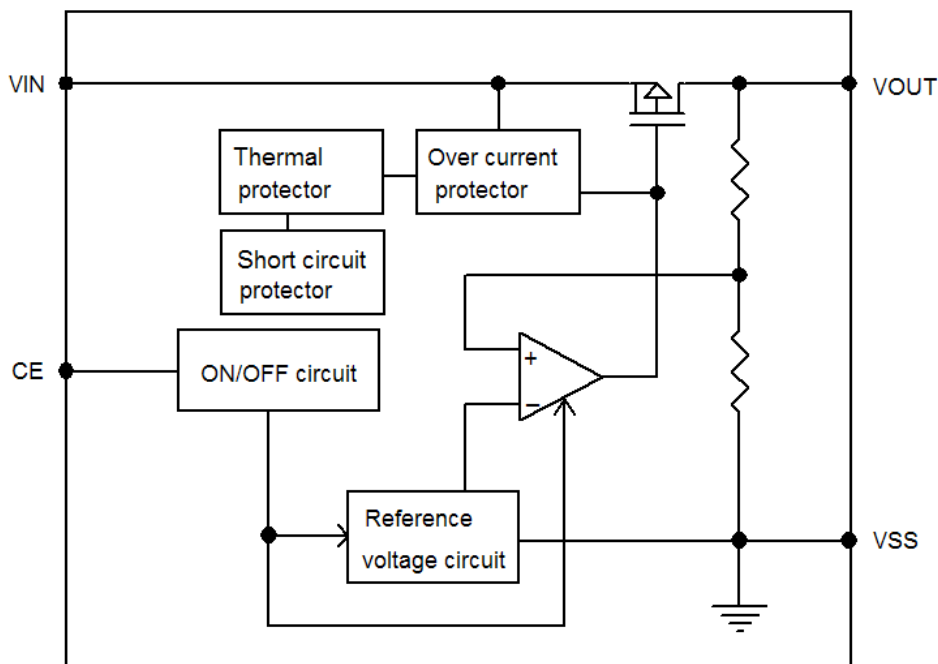 VIN
VOUT
Thermal
protector
Over current
protector
Short circuit
protector
CE
ON/OFF circuit
+
−
Reference
voltage circuit
VSS